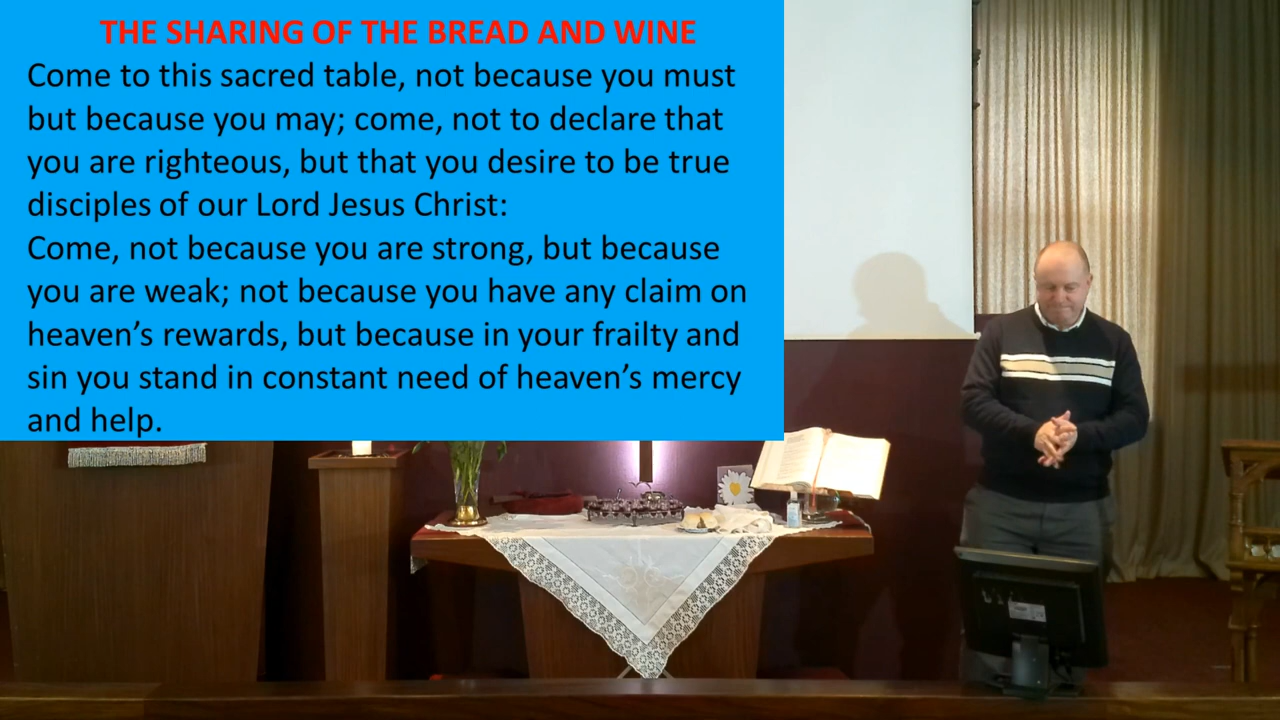 THE SHARING OF THE BREAD AND WINE
Come to this sacred table, not because you must
but because you may; come, not to declare that
you are righteous, but that you desire to be true
disciples of our Lord Jesus Christ:
Come, not because you are strong, but because
you are weak; not because you have any claim on
heaven’s rewards, but because in your frailty and
sin you stand in constant need of heaven’s mercy
and help.